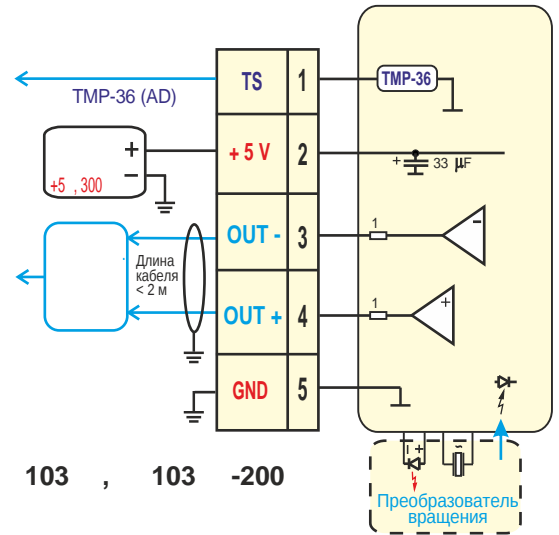 TS 1 TMP-36
TMP-36 (AD)
+ 5 V 2 + 33 µF
+ −
+5 , 300
OUT - 3 1 -
Длина
кабеля
< 2 м
OUT + 4 1 +
GND 5
− + ~
103 , 103 -200
Преобразователь
вращения